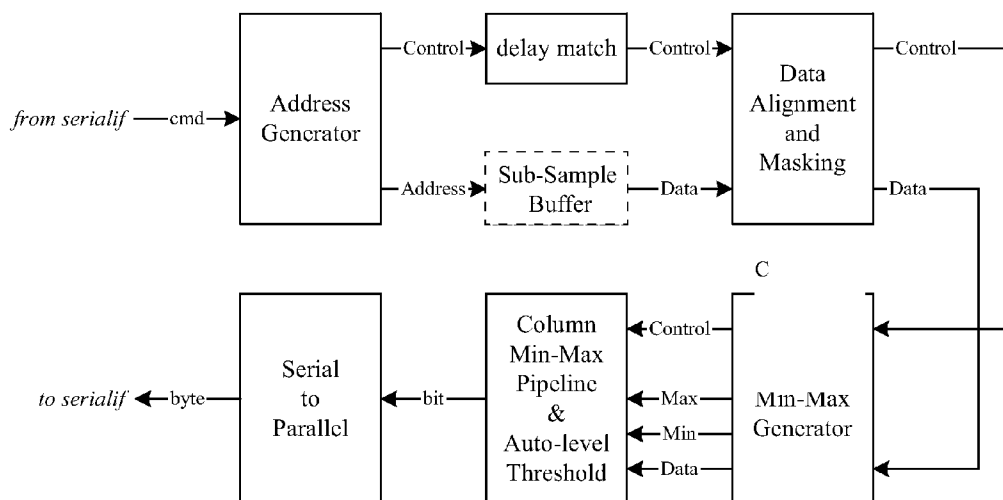 Control
delay match
Control
Control
from serialif
cmd
Address
Generator
Data
Alignment
and
Masking
Address
Sub-Sample
Buffer
Data
Data
C
Control
Column
Min-Max
Pipeline
&
Auto-level
Threshold
Serial
to
Parallel
to serialif
byte
bit
Max
Min
Data
Min-Max
Generator